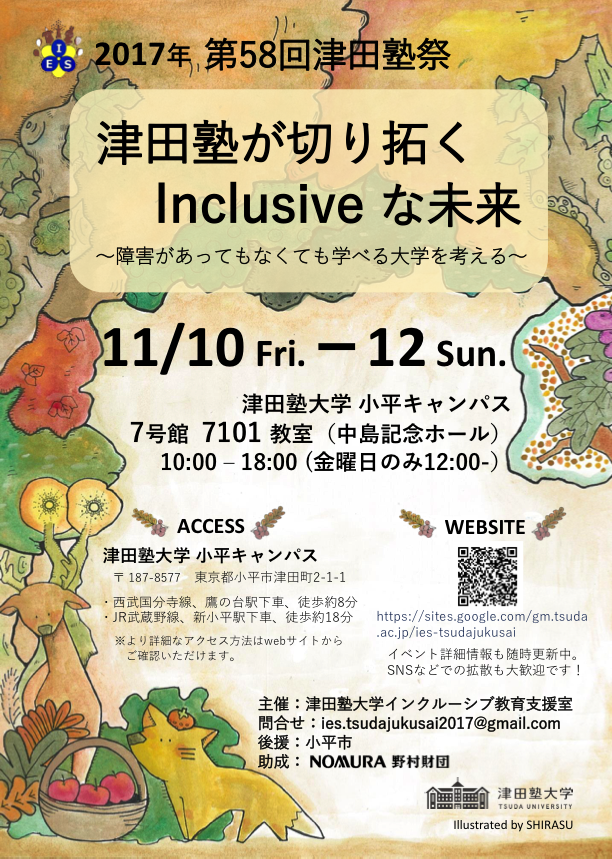 I
E S
2017年 第58回津田塾祭
津田塾が切り拓く
Inclusive な未来
～障害があってもなくても学べる大学を考える～
11/10 Fri. ー 12 Sun.
津田塾大学 小平キャンパス
7号館 7101 教室（中島記念ホール）
10:00 – 18:00 (金曜日のみ12:00-)
ACCESS
津田塾大学 小平キャンパス
〒 187-8577 東京都小平市津田町2-1-1
・西武国分寺線、鷹の台駅下車、徒歩約8分
・JR武蔵野線、新小平駅下車、徒歩約18分
※より詳細なアクセス方法はwebサイトから
ご確認いただけます。
WEBSITE
https://sites.google.com/gm.tsuda
.ac.jp/ies-tsudajukusai
イベント詳細情報も随時更新中。
SNSなどでの拡散も大歓迎です！
主催：津田塾大学インクルーシブ教育支援室
問合せ：ies.tsudajukusai2017@gmail.com
後援：小平市
助成： NOMURA 野村財団
津田塾大学
TSUDA UNIVERSITY
Illustrated by SHIRASU